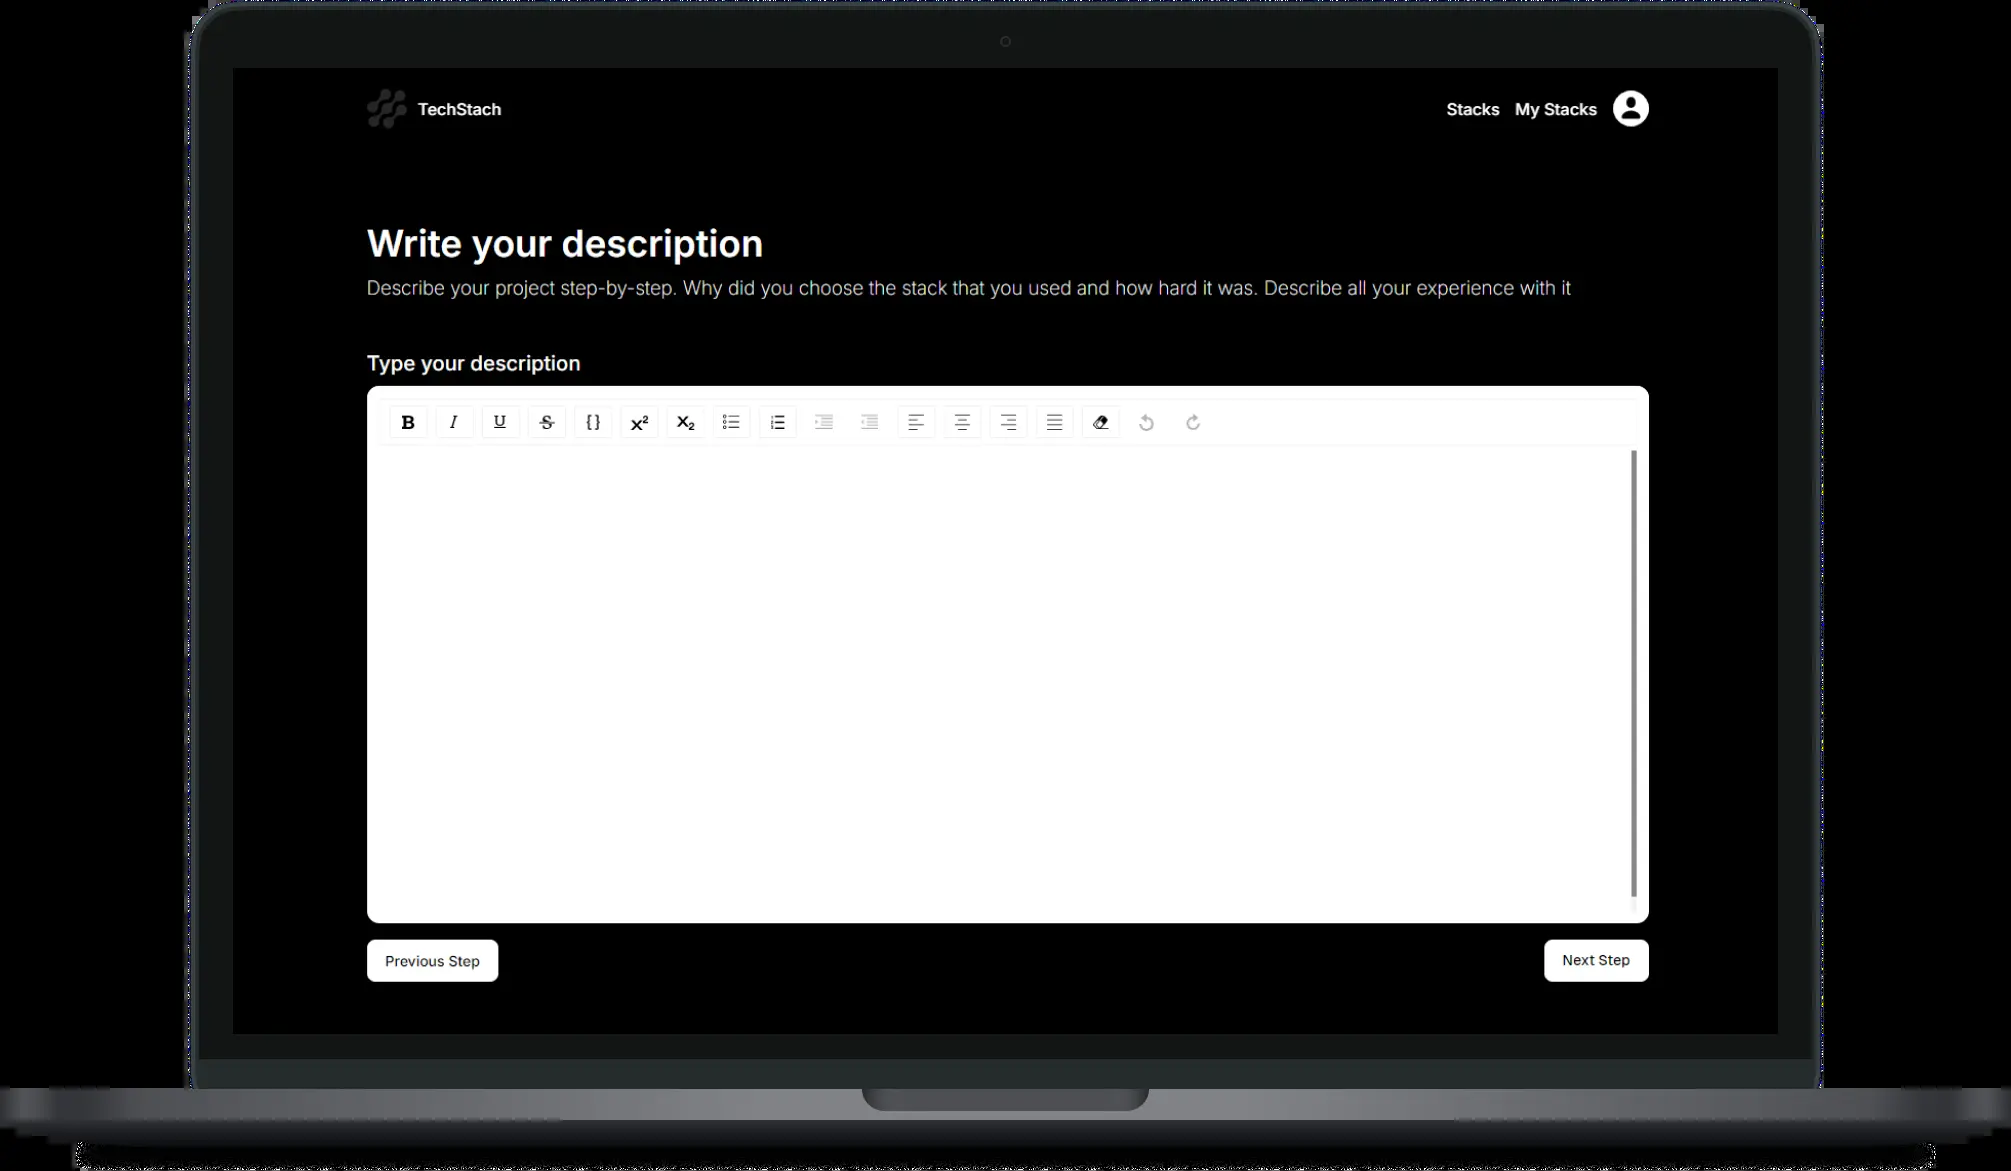 TechStach
Stacks My Stacks
Write your description
Describe your project step-by-step. Why did you choose the stack that you used and how hard it was. Describe all your experience with it
Type your description
B I U S {} x² X₂
Previous Step
Next Step